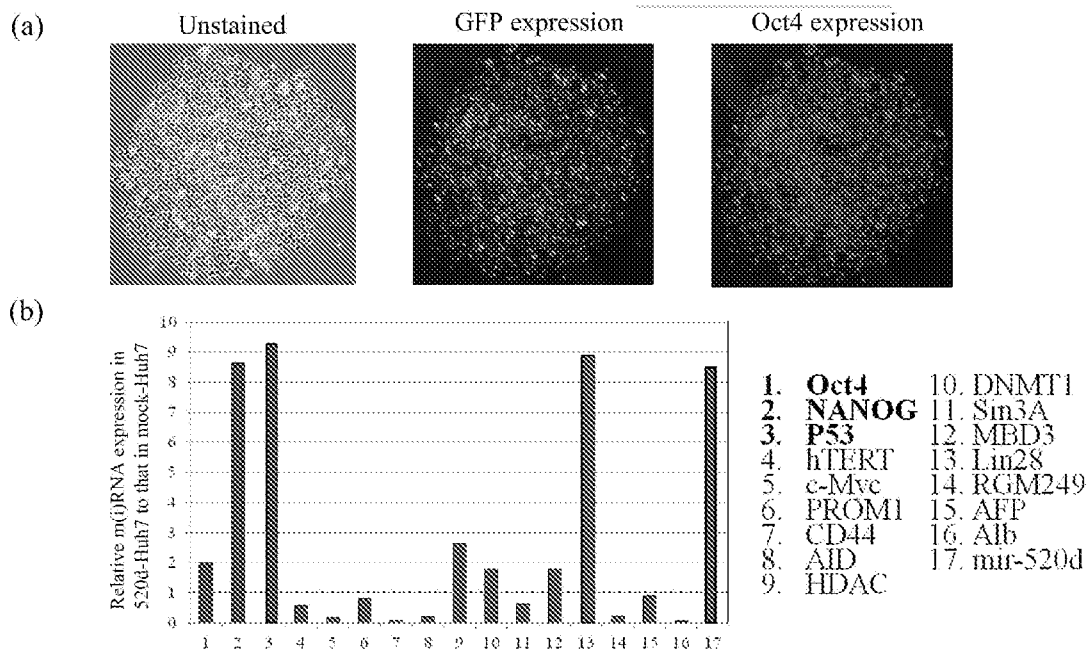 (a)
Unstained
GFP expression
Oct4 expression
(b)
Relative m(i)RNA expression in
520d-Huh7 to that in mock-Huh7
10
9
8
7
6
5
4
3
2
1
0
1 2 3 4 5 6 7 8 9 10 11 12 13 14 15 16 17
1. Oct4
2. NANOG
3. P53
4. hTERT
5. c-Myc
6. PROM1
7. CD44
8. AID
9. HDAC
10. DNMT1
11. Sin3A
12. MBD3
13. Lin28
14. RGM249
15. AFP
16. Alb
17. mir-520d